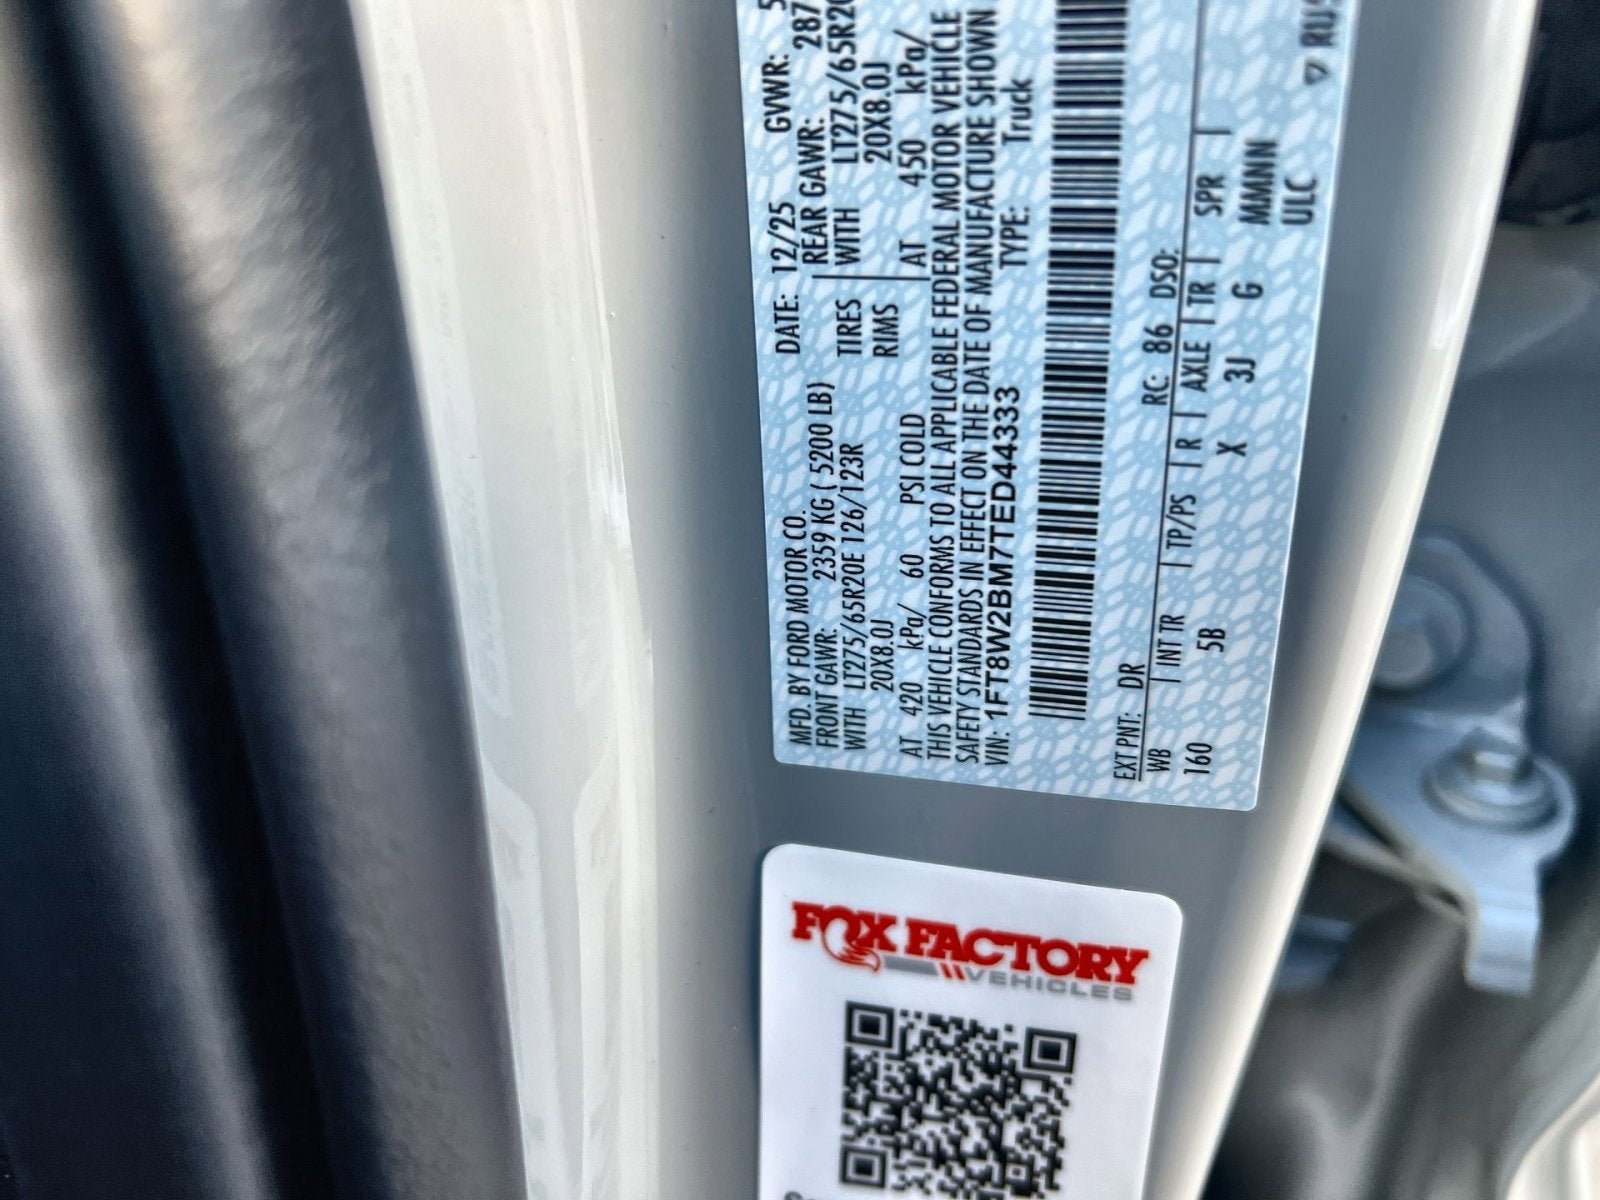 MFD. BY FORD MOTOR CO.
DATE: 12/25 GVWR: 5
FRONT GAWR: 2359 KG ( 5200 LB)
REAR GAWR: 287
WITH LT275/65R20E 126/123R
TIRES WITH LT275/65R20
20X8.0J
RIMS 20X8.0J
AT 420 kPa/ 60 PSI COLD
AT 450 kPa/
THIS VEHICLE CONFORMS TO ALL APPLICABLE FEDERAL MOTOR VEHICLE
SAFETY STANDARDS IN EFFECT ON THE DATE OF MANUFACTURE SHOWN
VIN: 1FT8W2BM7TED44333 TYPE: Truck
EXT PNT: DR RC: 86 DSO:
WB INT TR TP/PS R AXLE TR SPR
160 5B X 3J G MMNN
ULC
RUS
FOX FACTORY
VEHICLES